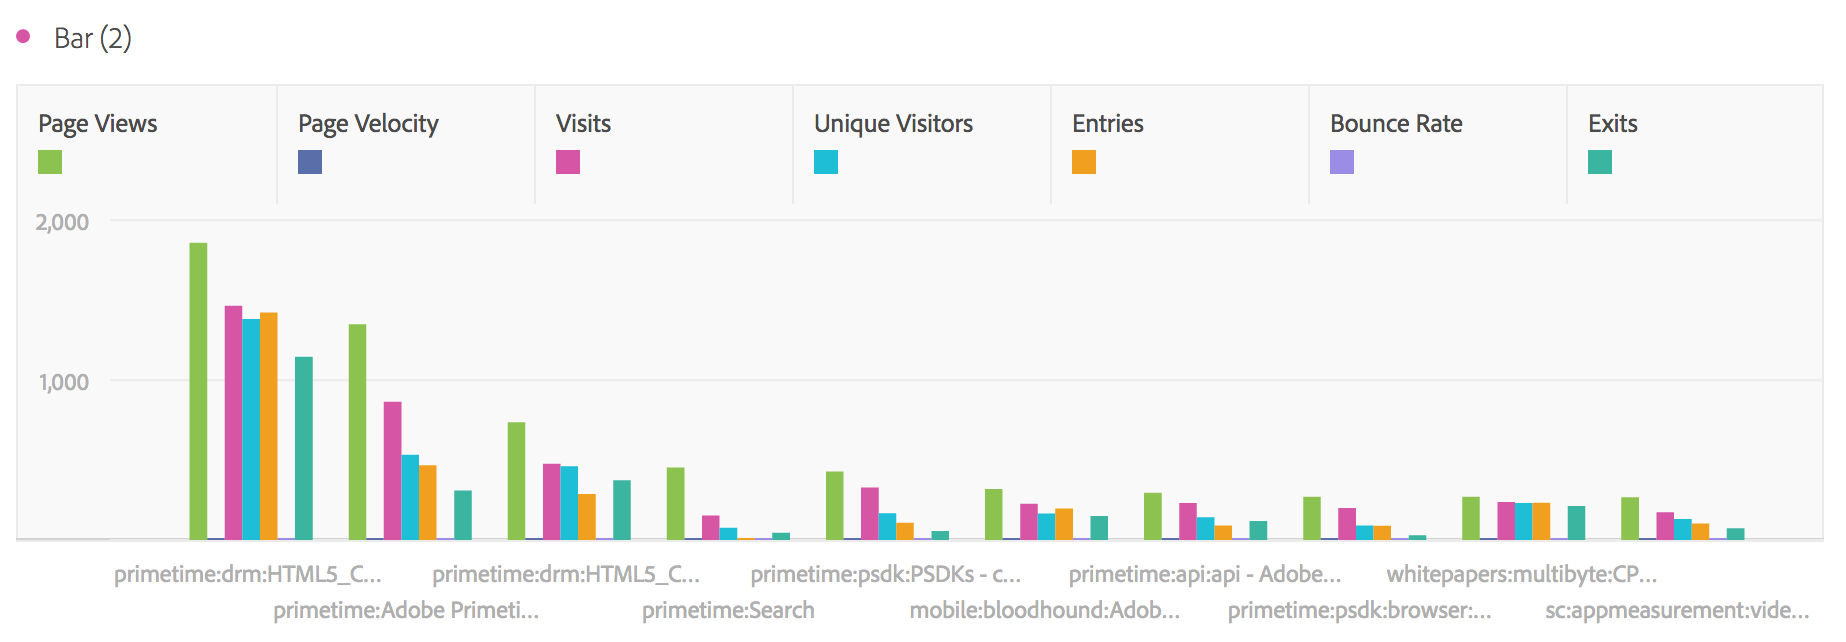 Bar (2)
Page Views Page Velocity Visits Unique Visitors Entries Bounce Rate Exits
2,000
1,000
primetime:drm:HTML5_C... primetime:drm:HTML5_C... primetime:psdk:PSDKs - c... primetime:api:api - Adobe... whitepapers:multibyte:CP...
primetime:Adobe Primeti... primetime:Search mobile:bloodhound:Adob... primetime:psdk:browser:... sc:appmeasurement:vide...